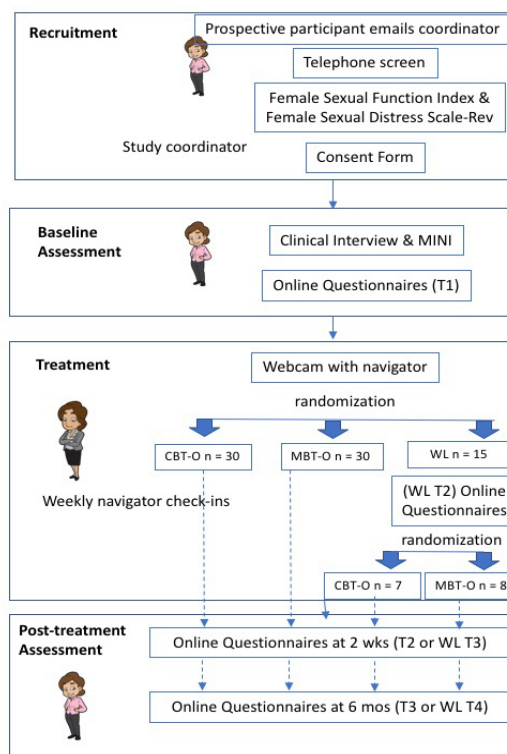 Recruitment
Prospective participant emails coordinator
Telephone screen
Female Sexual Function Index &
Female Sexual Distress Scale-Rev
Study coordinator
Consent Form
Baseline
Assessment
Clinical Interview & MINI
Online Questionnaires (T1)
Treatment
Webcam with navigator
randomization
CBT-O n = 30
MBT-O n = 30
WL n = 15
Weekly navigator check-ins
(WL T2) Online
Questionnaires
randomization
CBT-O n = 7
MBT-O n = 8
Post-treatment
Assessment
Online Questionnaires at 2 wks (T2 or WL T3)
Online Questionnaires at 6 mos (T3 or WL T4)